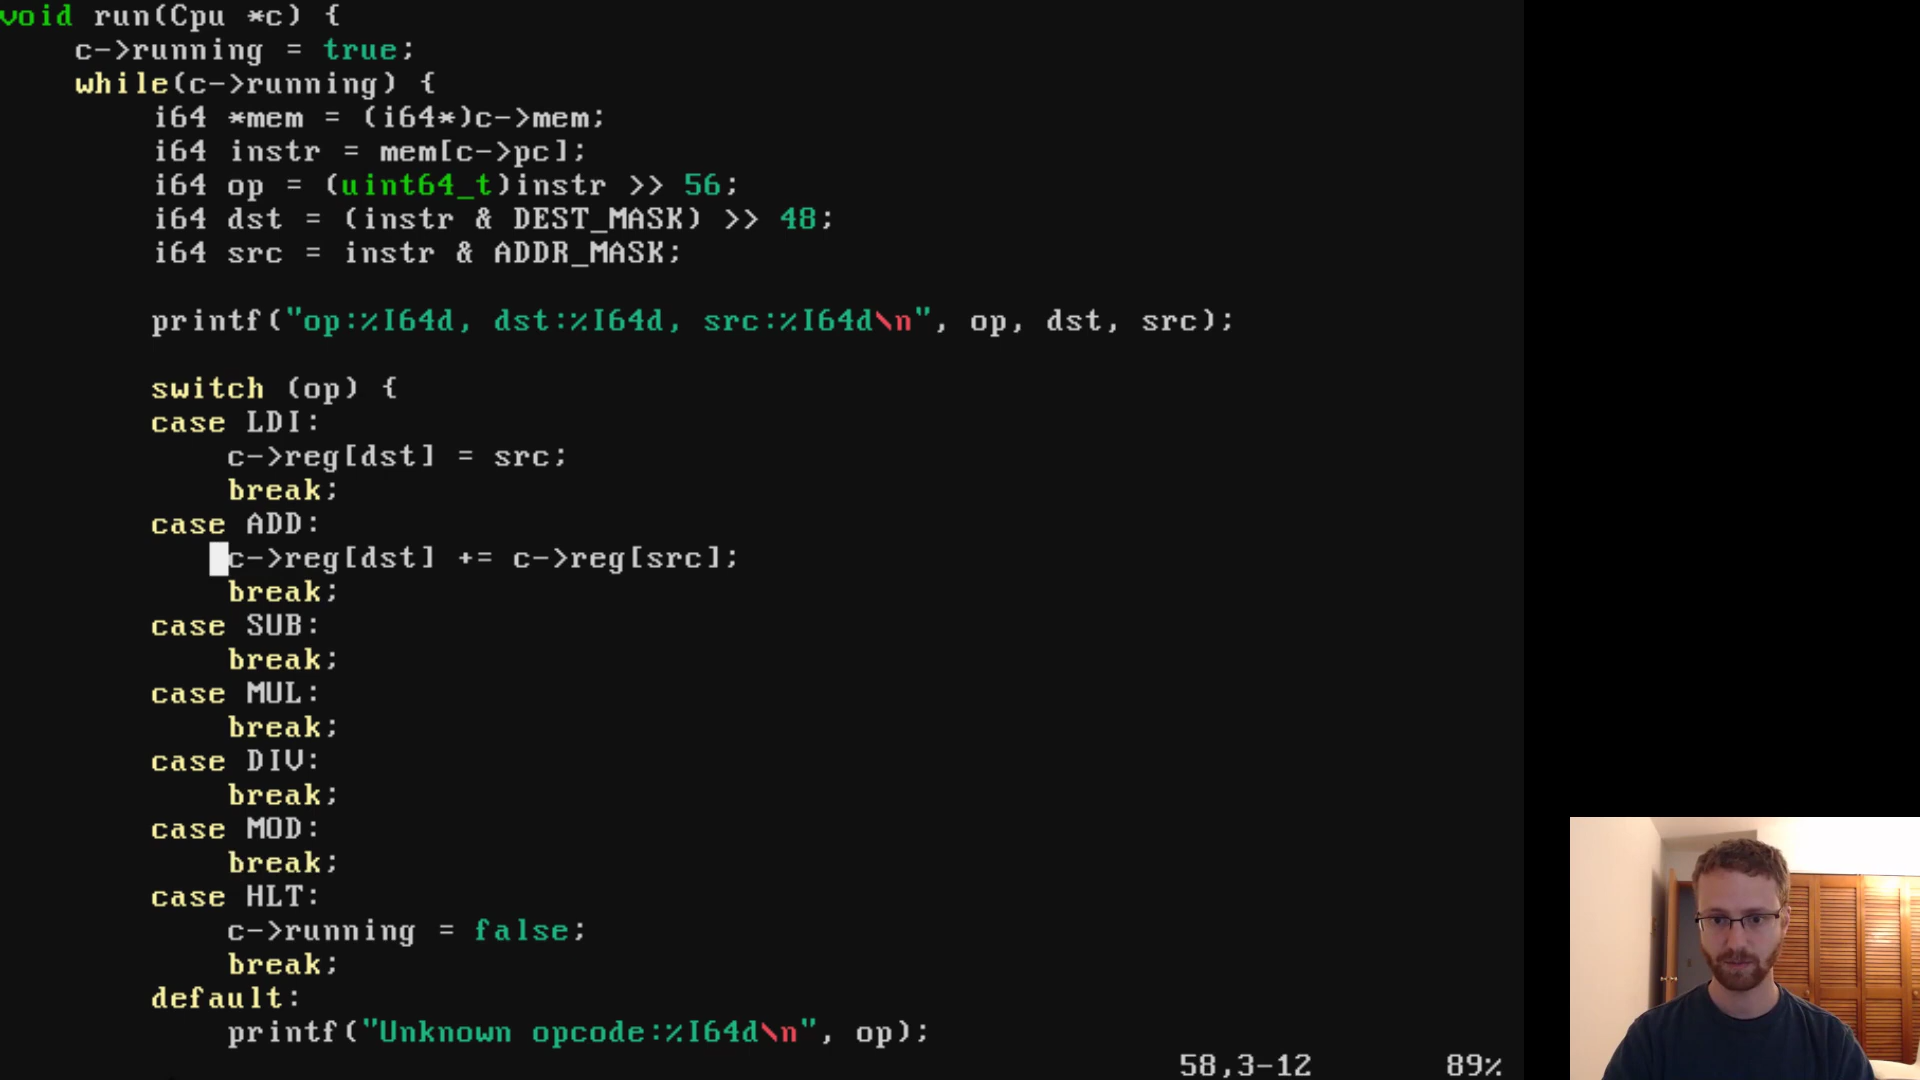 void run(Cpu *c) {
    c->running = true;
    while(c->running) {
        i64 *mem = (i64*)c->mem;
        i64 instr = mem[c->pc];
        i64 op = (uint64_t)instr >> 56;
        i64 dst = (instr & DEST_MASK) >> 48;
        i64 src = instr & ADDR_MASK;
        printf("op:%I64d, dst:%I64d, src:%I64d\n", op, dst, src);
        switch (op) {
        case LDI:
            c->reg[dst] = src;
            break;
        case ADD:
            c->reg[dst] += c->reg[src];
            break;
        case SUB:
            break;
        case MUL:
            break;
        case DIV:
            break;
        case MOD:
            break;
        case HLT:
            c->running = false;
            break;
        default:
            printf("Unknown opcode:%I64d\n", op);
58,3-12 89%